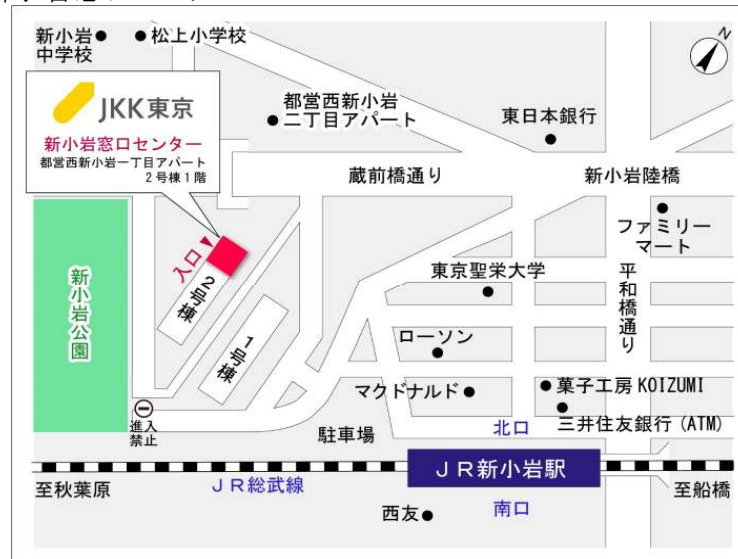 新小岩
中学校
松上小学校
N
JKK東京
新小岩窓口センター
都営西新小岩一丁目アパート
2号棟1階
都営西新小岩
二丁目アパート
東日本銀行
蔵前橋通り
新小岩陸橋
ファミリー
マート
入口
2号棟
1号棟
新小岩公園
東京聖栄大学
平和橋通り
ローソン
マクドナルド
菓子工房 KOIZUMI
三井住友銀行 (ATM)
進入
禁止
駐車場
北口
JR新小岩駅
至秋葉原
JR総武線
至船橋
西友
南口